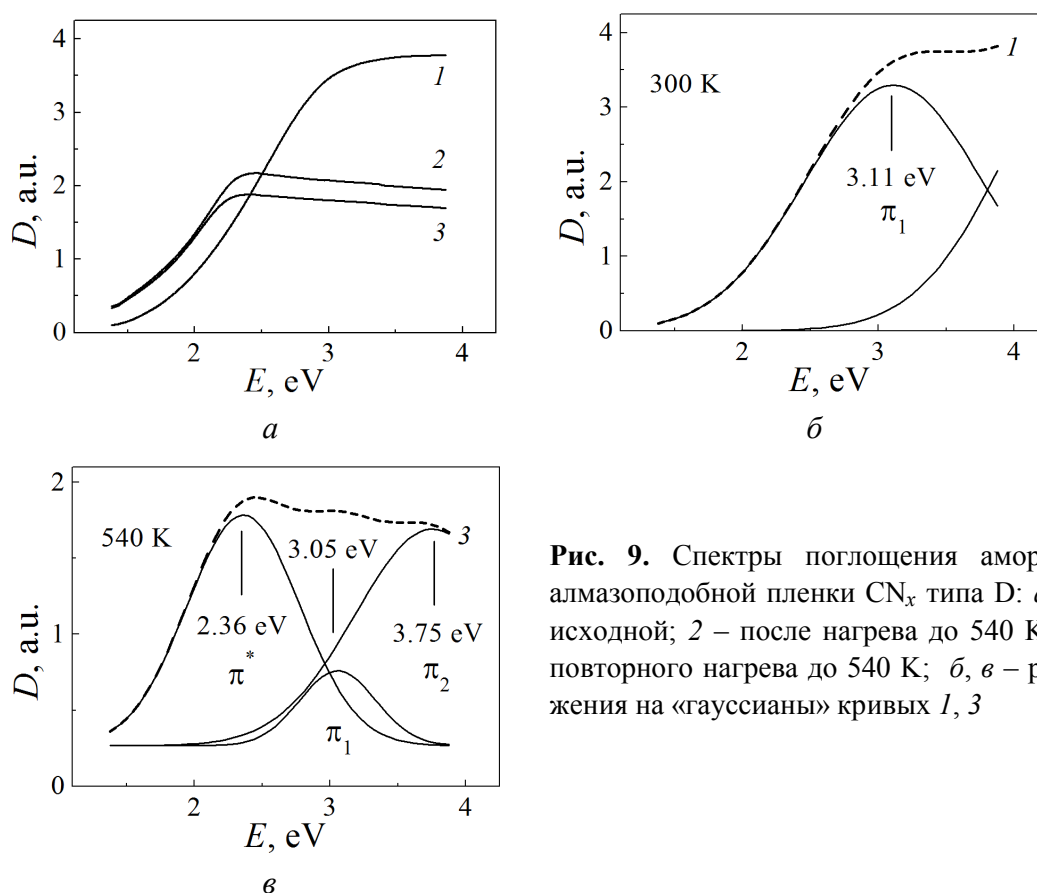 4
3
2
1
0
D, a.u.
1
2
3
2
3
4
E, eV
а
4
3
2
1
0
D, a.u.
300 K
1
3.11 eV
π₁
2
3
4
E, eV
б
2
1
0
D, a.u.
540 K
3.05 eV
3
2.36 eV
3.75 eV
π*
π₂
π₁
2
3
4
E, eV
в
Рис. 9. Спектры поглощения амор
алмазоподобной пленки CNₓ типа D:
исходной; 2 – после нагрева до 540 K
повторного нагрева до 540 K; б, в – р
жения на «гауссианы» кривых 1, 3